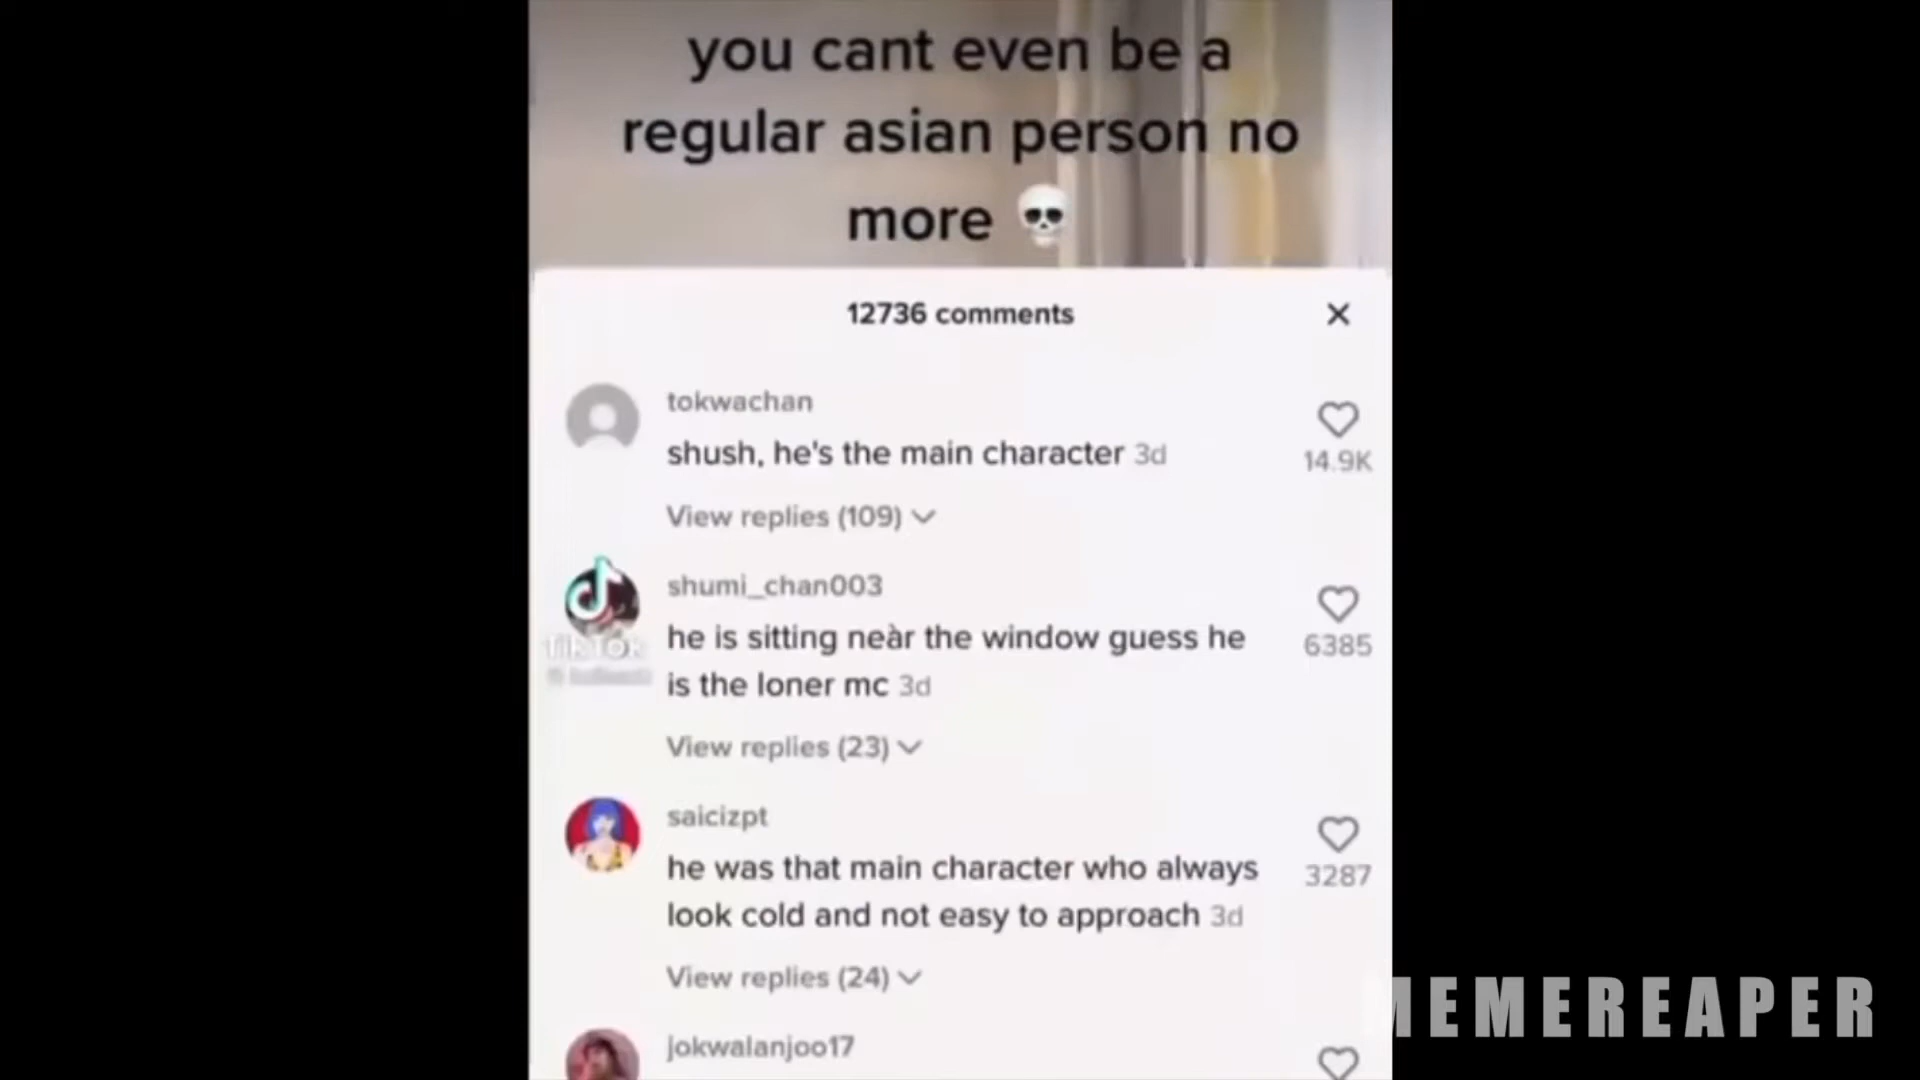 you cant even be a
regular asian person no
more 💀
12736 comments
tokwachan
shush, he's the main character 3d
14.9K
View replies (109)
shumi_chan003
he is sitting neàr the window guess he
is the loner mc 3d
6385
TikTok
View replies (23)
saicizpt
he was that main character who always
look cold and not easy to approach 3d
3287
View replies (24)
MEMEREAPER
jokwalanjoo17